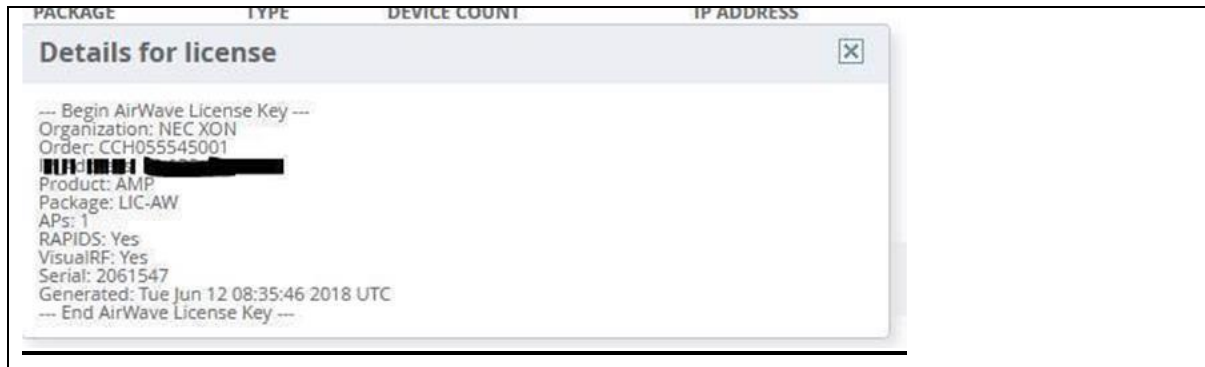 PACKAGE TYPE DEVICE COUNT IP ADDRESS
Details for license
--- Begin AirWave License Key ---
Organization: NEC XON
Order: CCH055545001
Product: AMP
Package: LIC-AW
APs: 1
RAPIDS: Yes
VisualRF: Yes
Serial: 2061547
Generated: Tue Jun 12 08:35:46 2018 UTC
--- End AirWave License Key ---